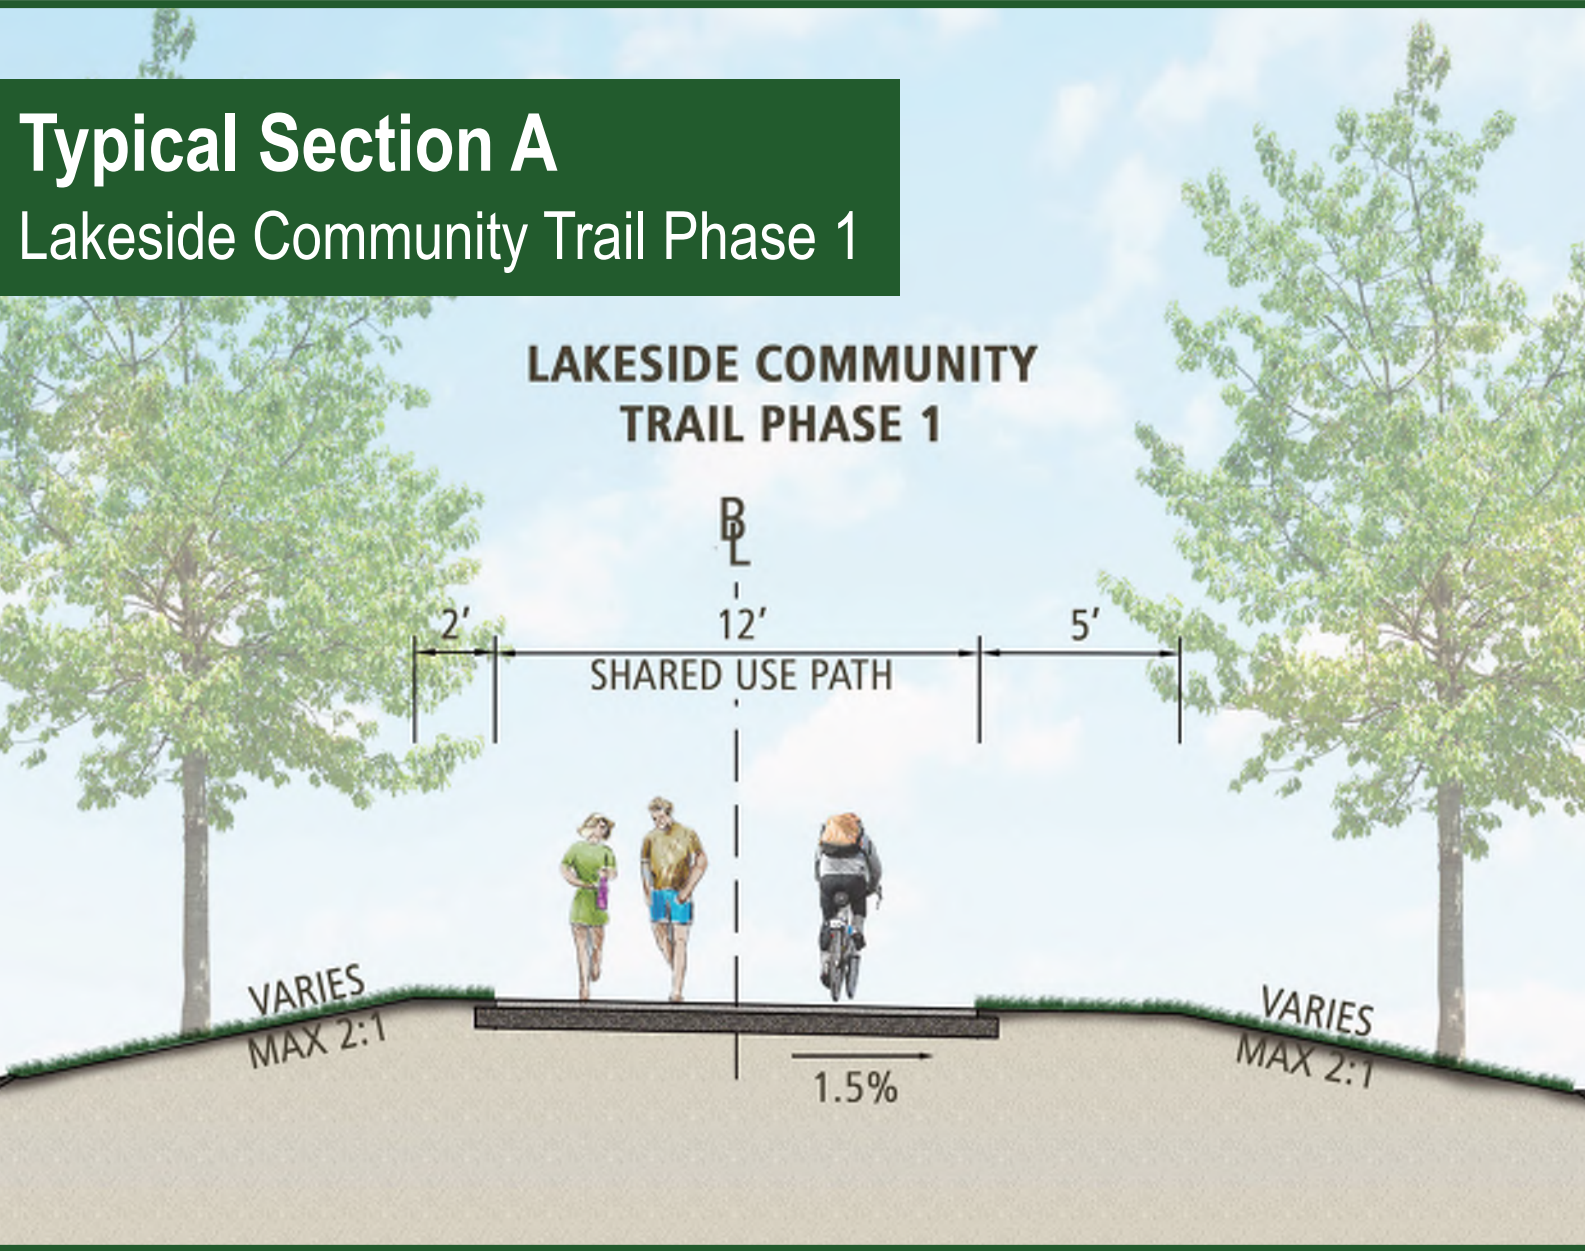 Typical Section A
Lakeside Community Trail Phase 1
LAKESIDE COMMUNITY
TRAIL PHASE 1
BL
2’ 12’ 5’
SHARED USE PATH
VARIES
MAX 2:1
VARIES
MAX 2:1
1.5%